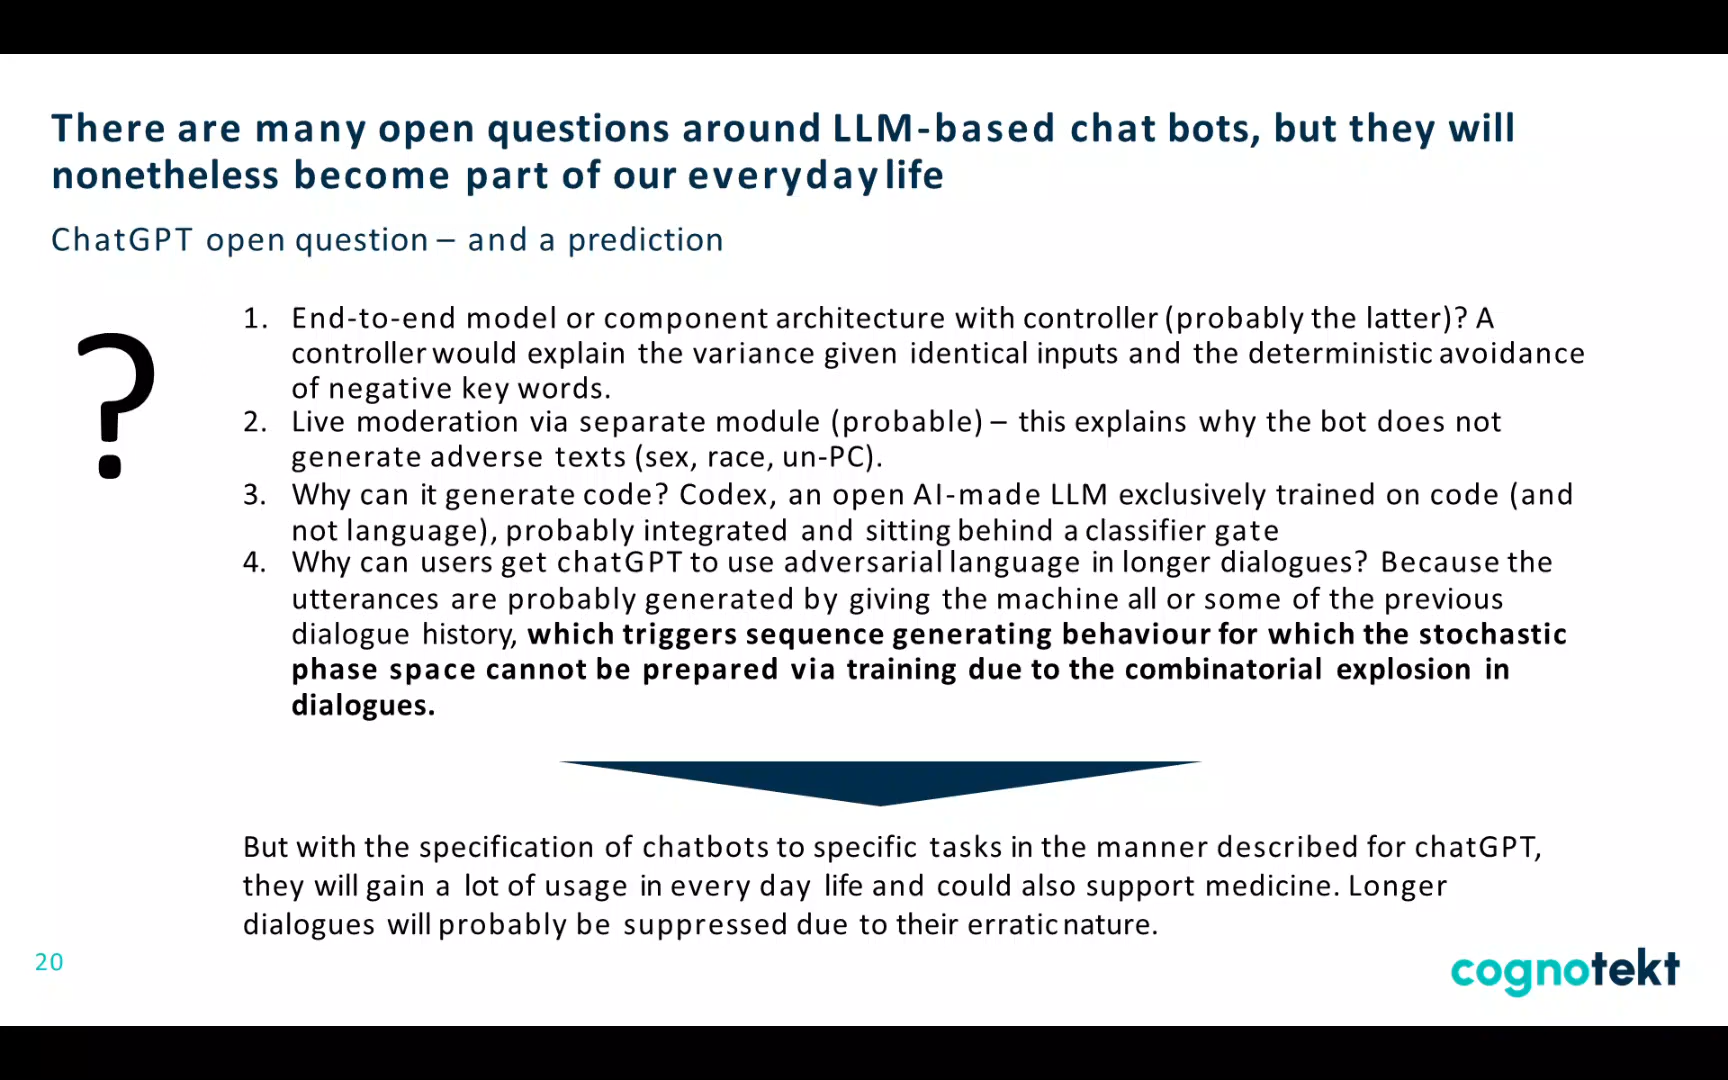 There are many open questions around LLM-based chat bots, but they will
nonetheless become part of our everyday life
ChatGPT open question – and a prediction
?
1. End-to-end model or component architecture with controller (probably the latter)? A
controller would explain the variance given identical inputs and the deterministic avoidance
of negative key words.
2. Live moderation via separate module (probable) – this explains why the bot does not
generate adverse texts (sex, race, un-PC).
3. Why can it generate code? Codex, an open AI-made LLM exclusively trained on code (and
not language), probably integrated and sitting behind a classifier gate
4. Why can users get chatGPT to use adversarial language in longer dialogues? Because the
utterances are probably generated by giving the machine all or some of the previous
dialogue history, which triggers sequence generating behaviour for which the stochastic
phase space cannot be prepared via training due to the combinatorial explosion in
dialogues.
But with the specification of chatbots to specific tasks in the manner described for chatGPT,
they will gain a lot of usage in every day life and could also support medicine. Longer
dialogues will probably be suppressed due to their erratic nature.
20
cognotekt